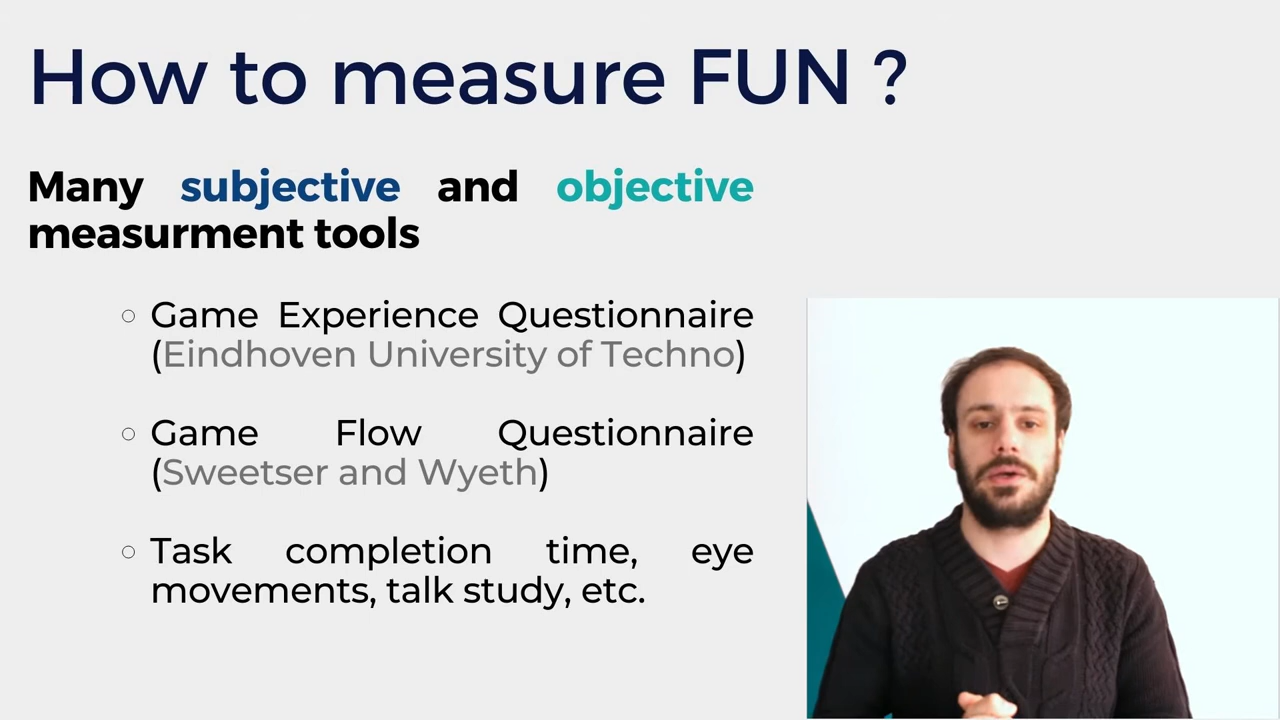 How to measure FUN ?
Many subjective and objective
measurment tools
Game Experience Questionnaire
(Eindhoven University of Techno)
Game Flow Questionnaire
(Sweetser and Wyeth)
Task completion time, eye
movements, talk study, etc.